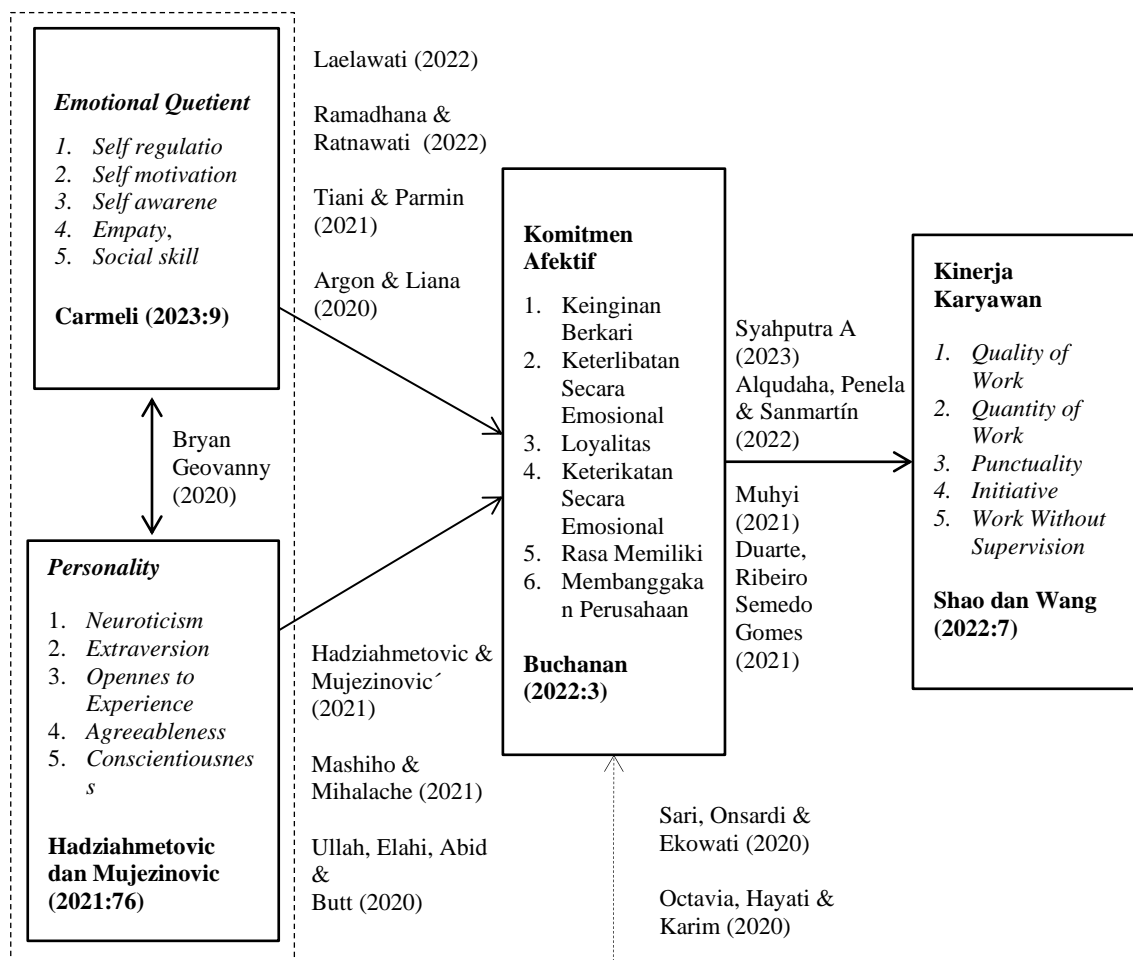 Emotional Quetient
1. Self regulatio
2. Self motivation
3. Self awarene
4. Empaty,
5. Social skill
Carmeli (2023:9)
Laelawati (2022)
Ramadhana &
Ratnawati (2022)
Tiani & Parmin
(2021)
Argon & Liana
(2020)
Bryan
Geovanny
(2020)
Personality
1. Neuroticism
2. Extraversion
3. Opennes to
Experience
4. Agreeableness
5. Conscientiousnes
s
Hadziahmetovic
dan Mujezinovic
(2021:76)
Hadziahmetovic &
Mujezinovic´
(2021)
Mashiho &
Mihalache (2021)
Ullah, Elahi, Abid
&
Butt (2020)
Komitmen
Afektif
1. Keinginan
Berkari
2. Keterlibatan
Secara
Emosional
3. Loyalitas
4. Keterikatan
Secara
Emosional
5. Rasa Memiliki
6. Membanggaka
n Perusahaan
Buchanan
(2022:3)
Syahputra A
(2023)
Alqudaha, Penela
& Sanmartín
(2022)
Muhyi
(2021)
Duarte,
Ribeiro
Semedo
Gomes
(2021)
Sari, Onsardi &
Ekowati (2020)
Octavia, Hayati &
Karim (2020)
Kinerja
Karyawan
1. Quality of
Work
2. Quantity of
Work
3. Punctuality
4. Initiative
5. Work Without
Supervision
Shao dan Wang
(2022:7)